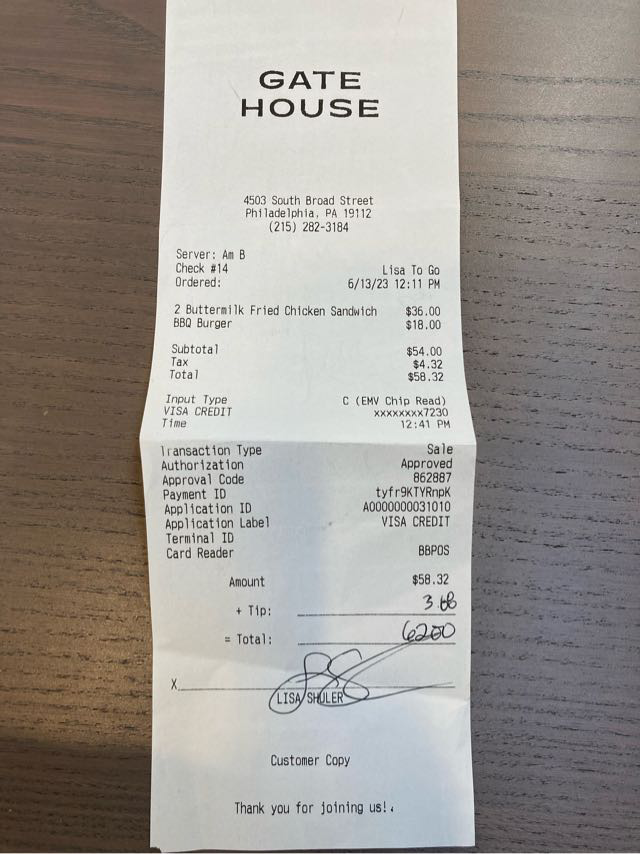 GATE
HOUSE
4503 South Broad Street
Philadelphia, PA 19112
(215) 282-3184
Server: Am B
Check #14 Lisa To Go
Ordered: 6/13/23 12:11 PM
2 Buttermilk Fried Chicken Sandwich $36.00
BBQ Burger $18.00
Subtotal $54.00
Tax $4.32
Total $58.32
Input Type C (EMV Chip Read)
VISA CREDIT xxxxxxxx7230
Time 12:41 PM
Transaction Type Sale
Authorization Approved
Approval Code 862887
Payment ID tyfr9KTYRnpK
Application ID A0000000031010
Application Label VISA CREDIT
Terminal ID
Card Reader BBPOS
Amount $58.32
+ Tip:
= Total:
X
LISA SHULER
Customer Copy
Thank you for joining us!